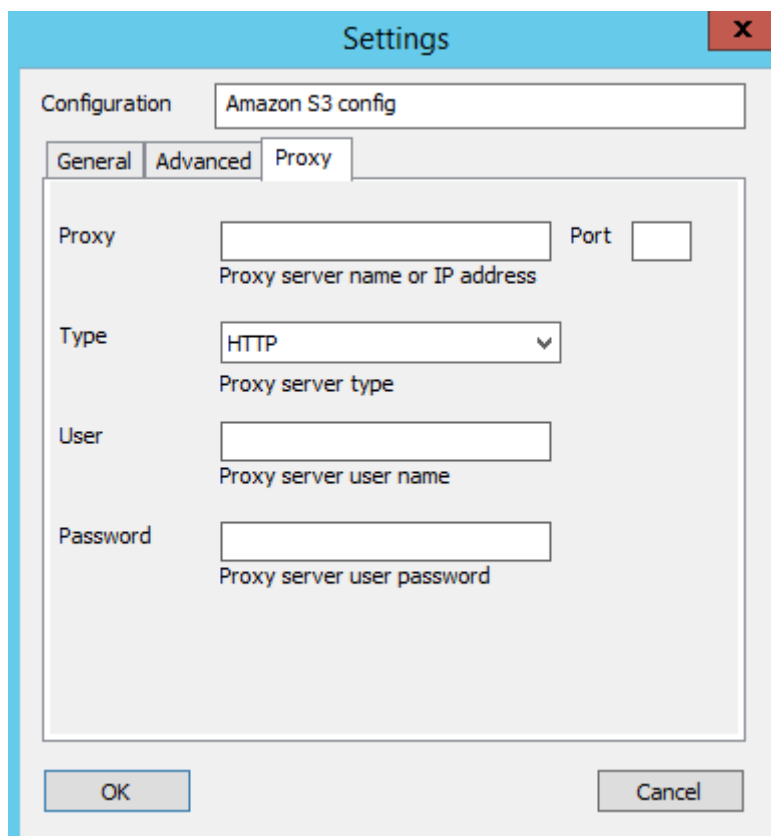 Settings
x
Configuration Amazon S3 config
General Advanced Proxy
Proxy Port
Proxy server name or IP address
Type HTTP
Proxy server type
User
Proxy server user name
Password
Proxy server user password
OK Cancel